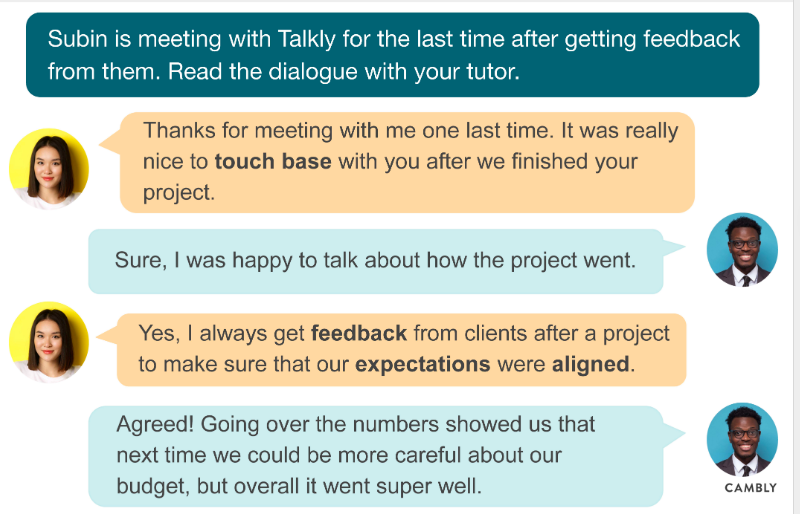 Subin is meeting with Talkly for the last time after getting feedback
from them. Read the dialogue with your tutor.
Thanks for meeting with me one last time. It was really
nice to touch base with you after we finished your
project.
Sure, I was happy to talk about how the project went.
Yes, I always get feedback from clients after a project
to make sure that our expectations were aligned.
Agreed! Going over the numbers showed us that
next time we could be more careful about our
budget, but overall it went super well.
CAMBLY